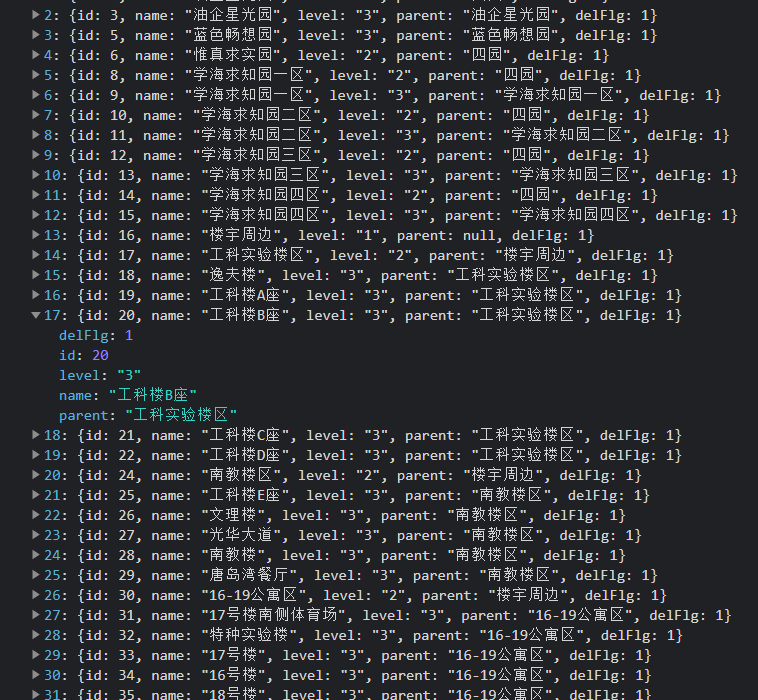 2: {id: 3, name: "油企星光园", level: "3", parent: "油企星光园", delFlg: 1}
3: {id: 5, name: "蓝色畅想园", level: "3", parent: "蓝色畅想园", delFlg: 1}
4: {id: 6, name: "惟真求实园", level: "2", parent: "四园", delFlg: 1}
5: {id: 8, name: "学海求知园一区", level: "2", parent: "四园", delFlg: 1}
6: {id: 9, name: "学海求知园一区", level: "3", parent: "学海求知园一区", delFlg: 1}
7: {id: 10, name: "学海求知园二区", level: "2", parent: "四园", delFlg: 1}
8: {id: 11, name: "学海求知园二区", level: "3", parent: "学海求知园二区", delFlg: 1}
9: {id: 12, name: "学海求知园三区", level: "2", parent: "四园", delFlg: 1}
10: {id: 13, name: "学海求知园三区", level: "3", parent: "学海求知园三区", delFlg: 1}
11: {id: 14, name: "学海求知园四区", level: "2", parent: "四园", delFlg: 1}
12: {id: 15, name: "学海求知园四区", level: "3", parent: "学海求知园四区", delFlg: 1}
13: {id: 16, name: "楼宇周边", level: "1", parent: null, delFlg: 1}
14: {id: 17, name: "工科实验楼区", level: "2", parent: "楼宇周边", delFlg: 1}
15: {id: 18, name: "逸夫楼", level: "3", parent: "工科实验楼区", delFlg: 1}
16: {id: 19, name: "工科楼A座", level: "3", parent: "工科实验楼区", delFlg: 1}
17: {id: 20, name: "工科楼B座", level: "3", parent: "工科实验楼区", delFlg: 1}
delFlg: 1
id: 20
level: "3"
name: "工科楼B座"
parent: "工科实验楼区"
18: {id: 21, name: "工科楼C座", level: "3", parent: "工科实验楼区", delFlg: 1}
19: {id: 22, name: "工科楼D座", level: "3", parent: "工科实验楼区", delFlg: 1}
20: {id: 24, name: "南教楼区", level: "2", parent: "楼宇周边", delFlg: 1}
21: {id: 25, name: "工科楼E座", level: "3", parent: "南教楼区", delFlg: 1}
22: {id: 26, name: "文理楼", level: "3", parent: "南教楼区", delFlg: 1}
23: {id: 27, name: "光华大道", level: "3", parent: "南教楼区", delFlg: 1}
24: {id: 28, name: "南教楼", level: "3", parent: "南教楼区", delFlg: 1}
25: {id: 29, name: "唐岛湾餐厅", level: "3", parent: "南教楼区", delFlg: 1}
26: {id: 30, name: "16-19公寓区", level: "2", parent: "楼宇周边", delFlg: 1}
27: {id: 31, name: "17号楼南侧体育场", level: "3", parent: "16-19公寓区", delFlg: 1}
28: {id: 32, name: "特种实验楼", level: "3", parent: "16-19公寓区", delFlg: 1}
29: {id: 33, name: "17号楼", level: "3", parent: "16-19公寓区", delFlg: 1}
30: {id: 34, name: "16号楼", level: "3", parent: "16-19公寓区", delFlg: 1}
31: {id: 35, name: "18号楼", level: "3", parent: "16-19公寓区", delFlg: 1}